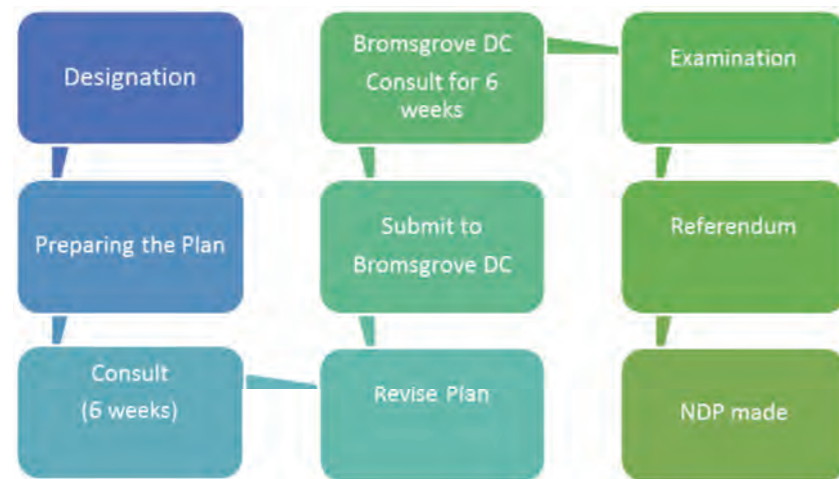 Designation
Preparing the Plan
Consult
(6 weeks)
Revise Plan
Submit to
Bromsgrove DC
Bromsgrove DC
Consult for 6
weeks
Examination
Referendum
NDP made